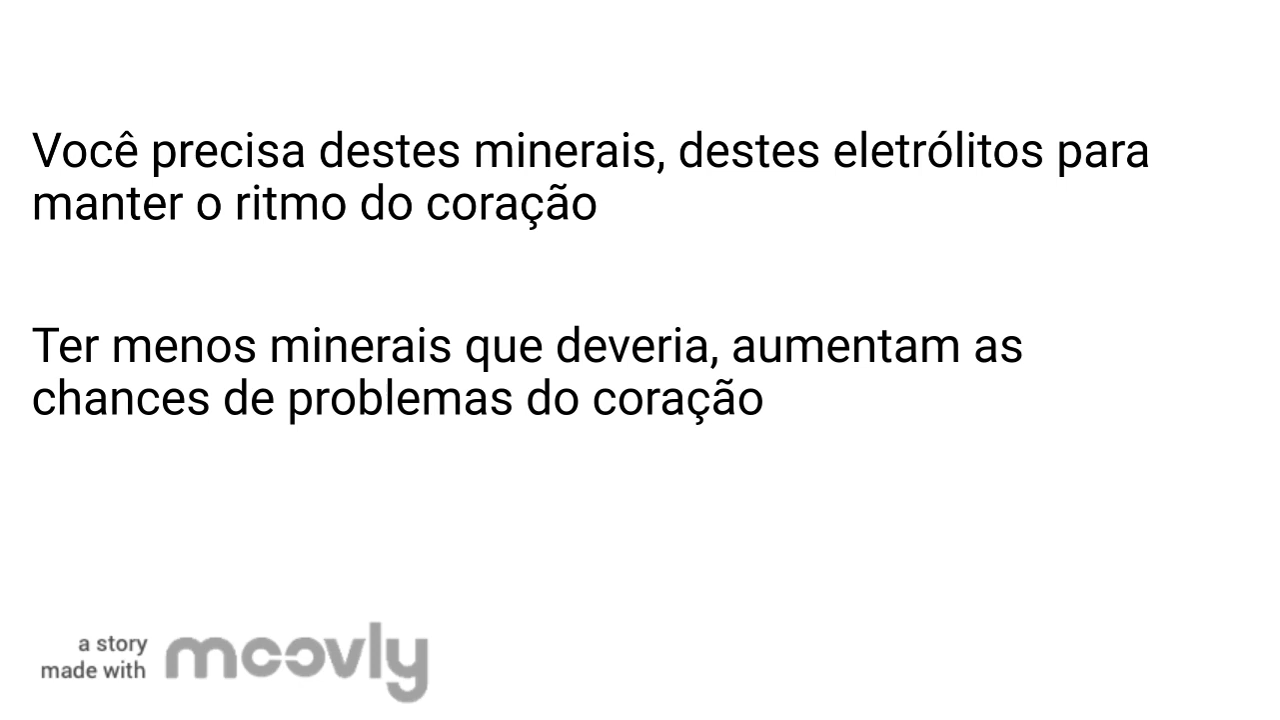 Você precisa destes minerais, destes eletrólitos para
manter o ritmo do coração
Ter menos minerais que deveria, aumentam as
chances de problemas do coração
a story
made with
moovly